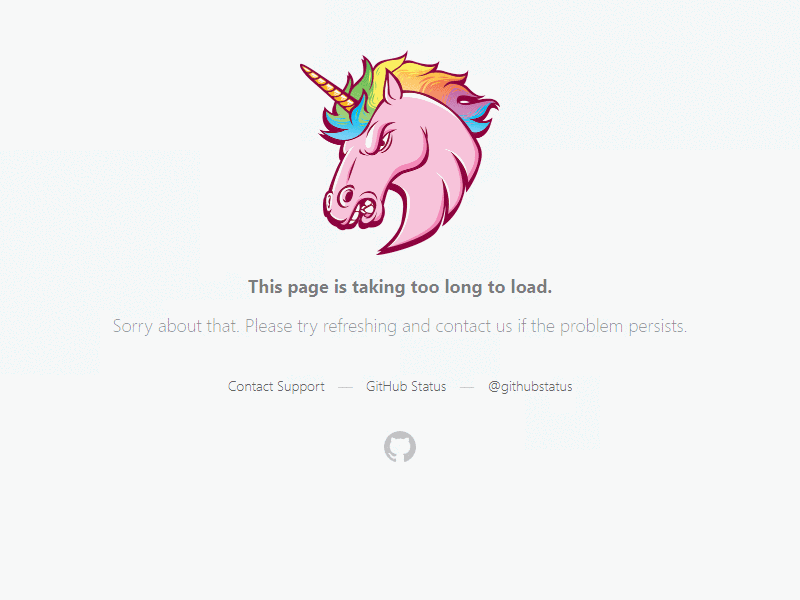 This page is taking too long to load.
Sorry about that. Please try refreshing and contact us if the problem persists.
Contact Support — GitHub Status — @githubstatus